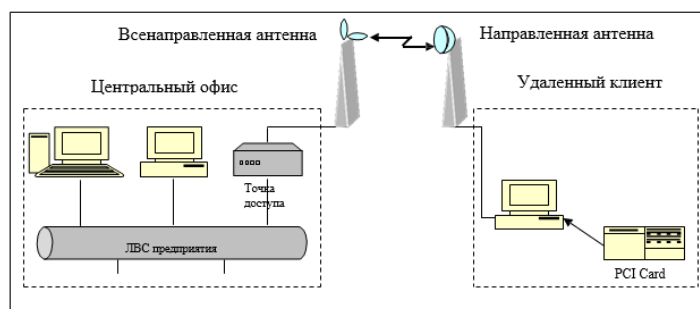 Всенаправленная антенна
Направленная антенна
Центральный офис
Удаленный клиент
Точка
доступа
ЛВС предприятия
PCI Card